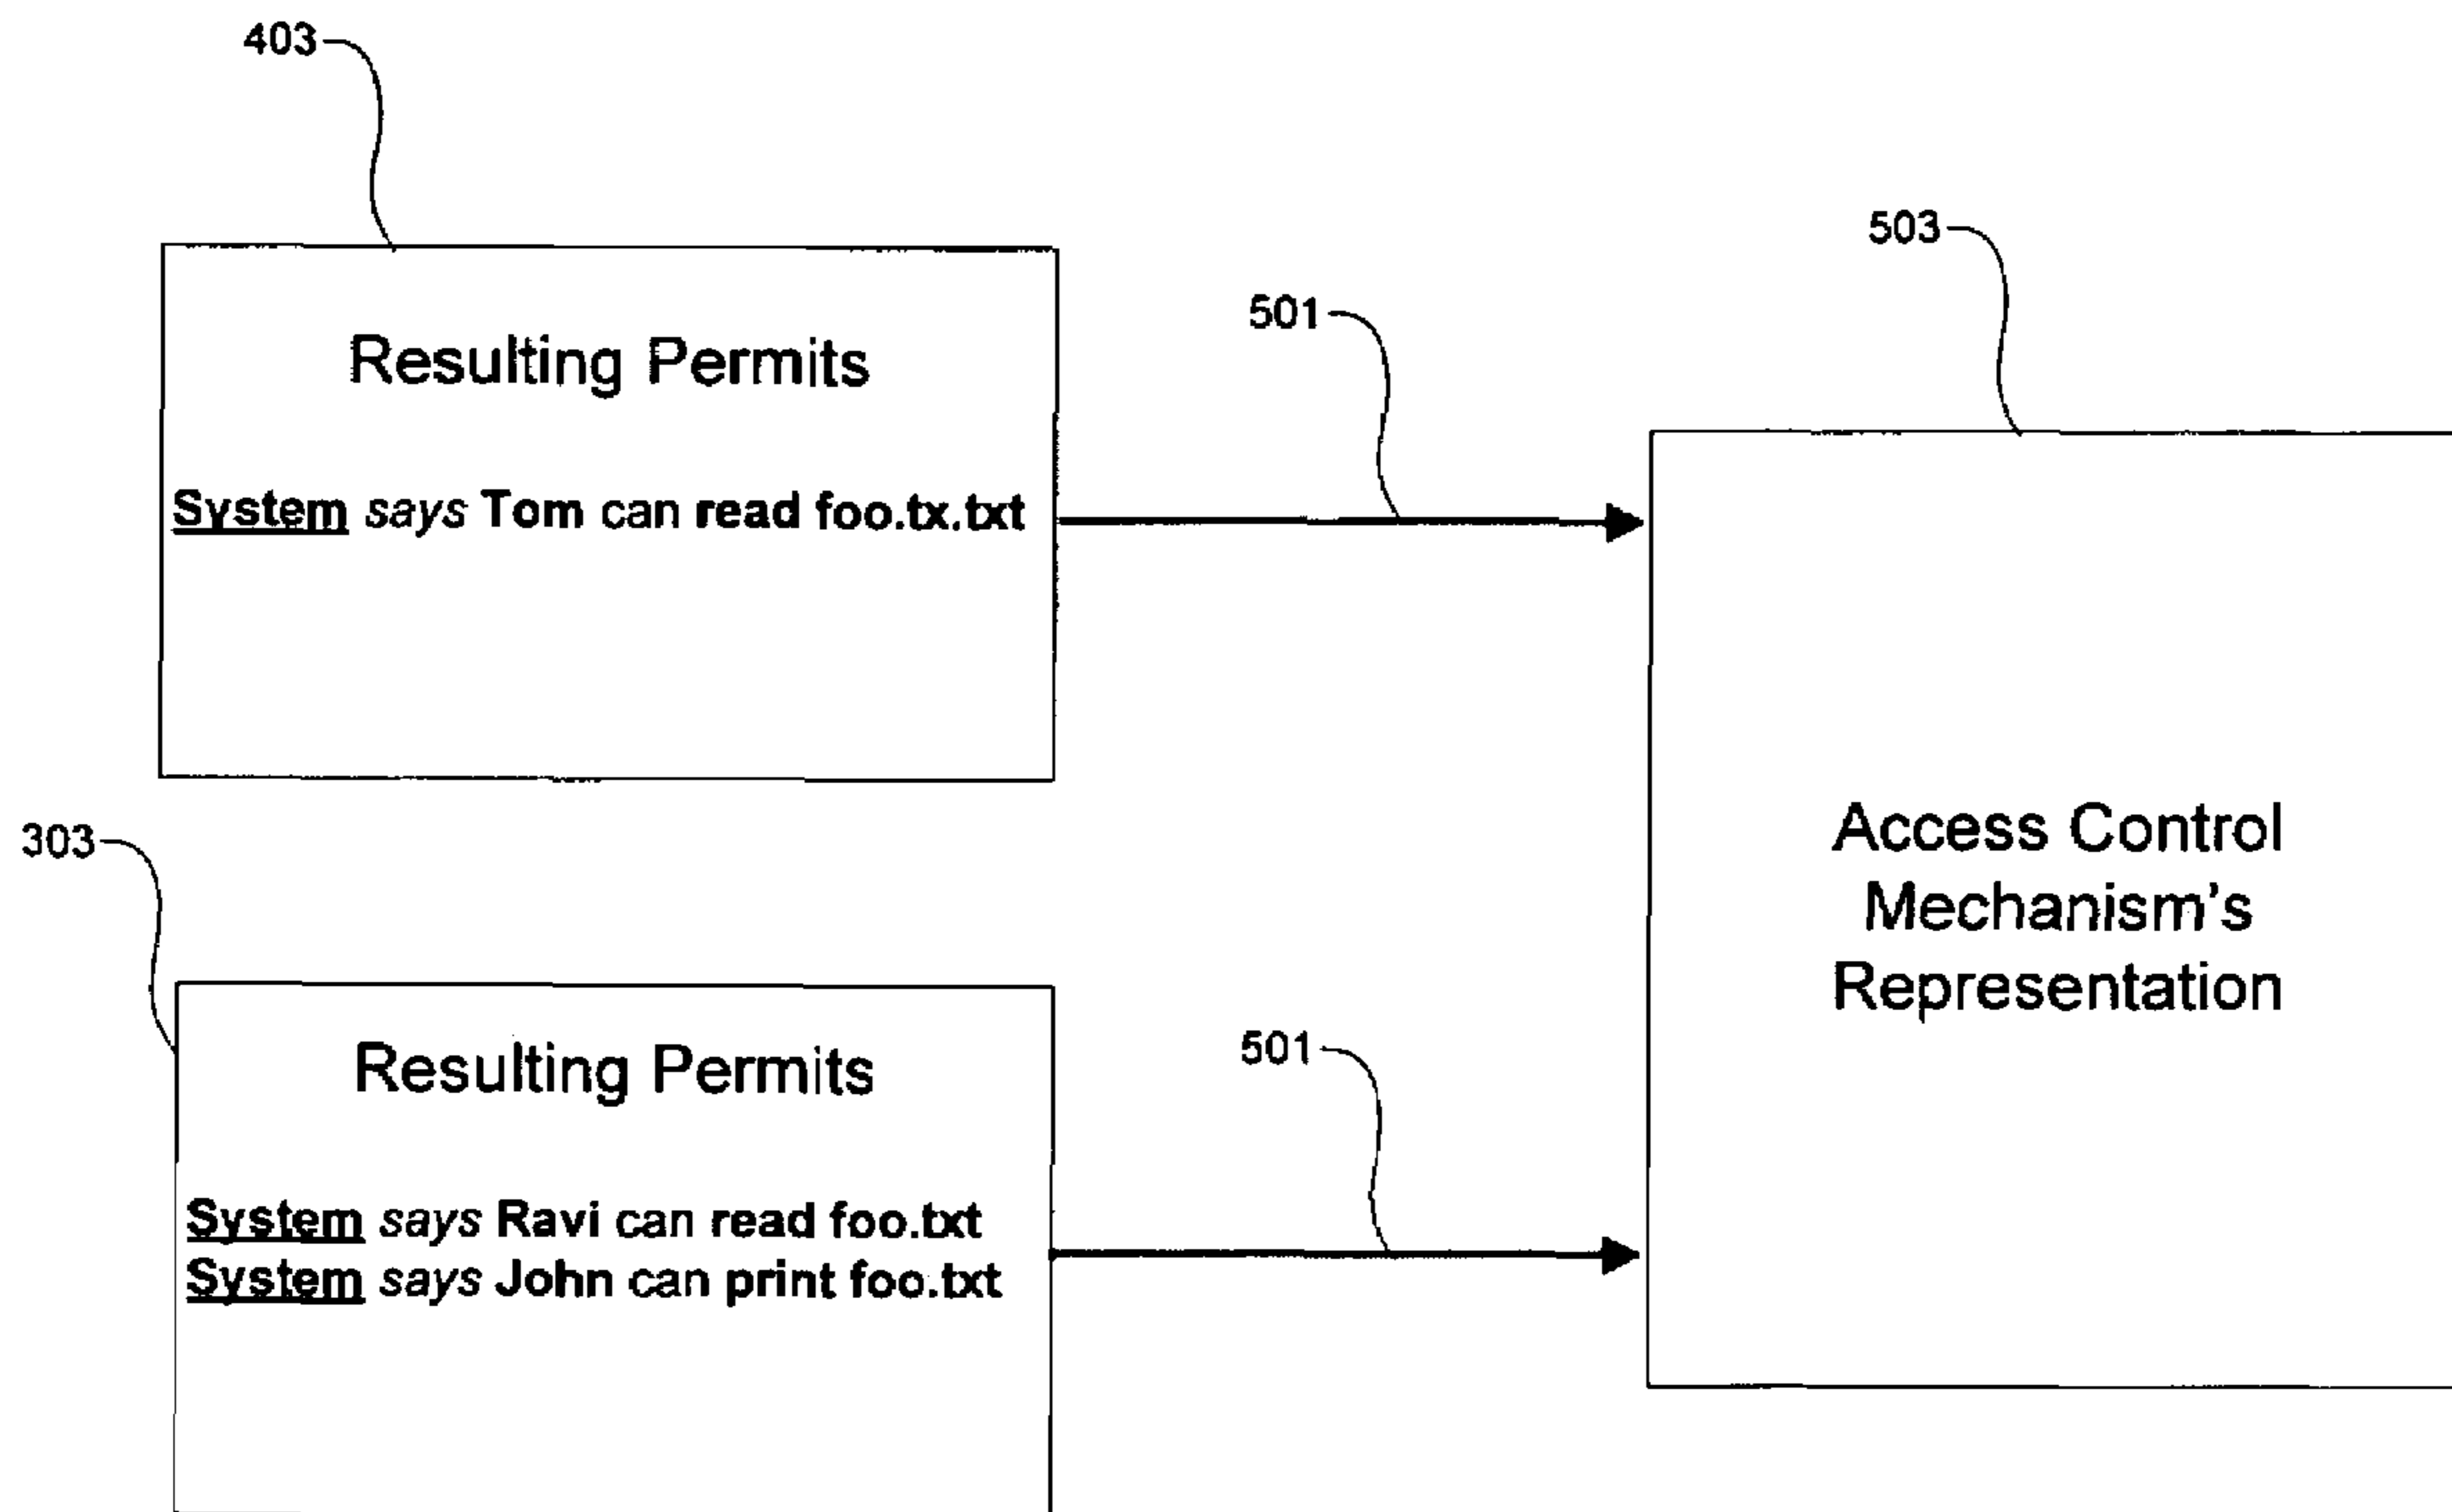 403
Resulting Permits
System says Tom can read foo.tx.txt
501
503
Access Control
Mechanism's
Representation
303
Resulting Permits
System says Ravi can read foo.txt
System says John can print foo.txt
501